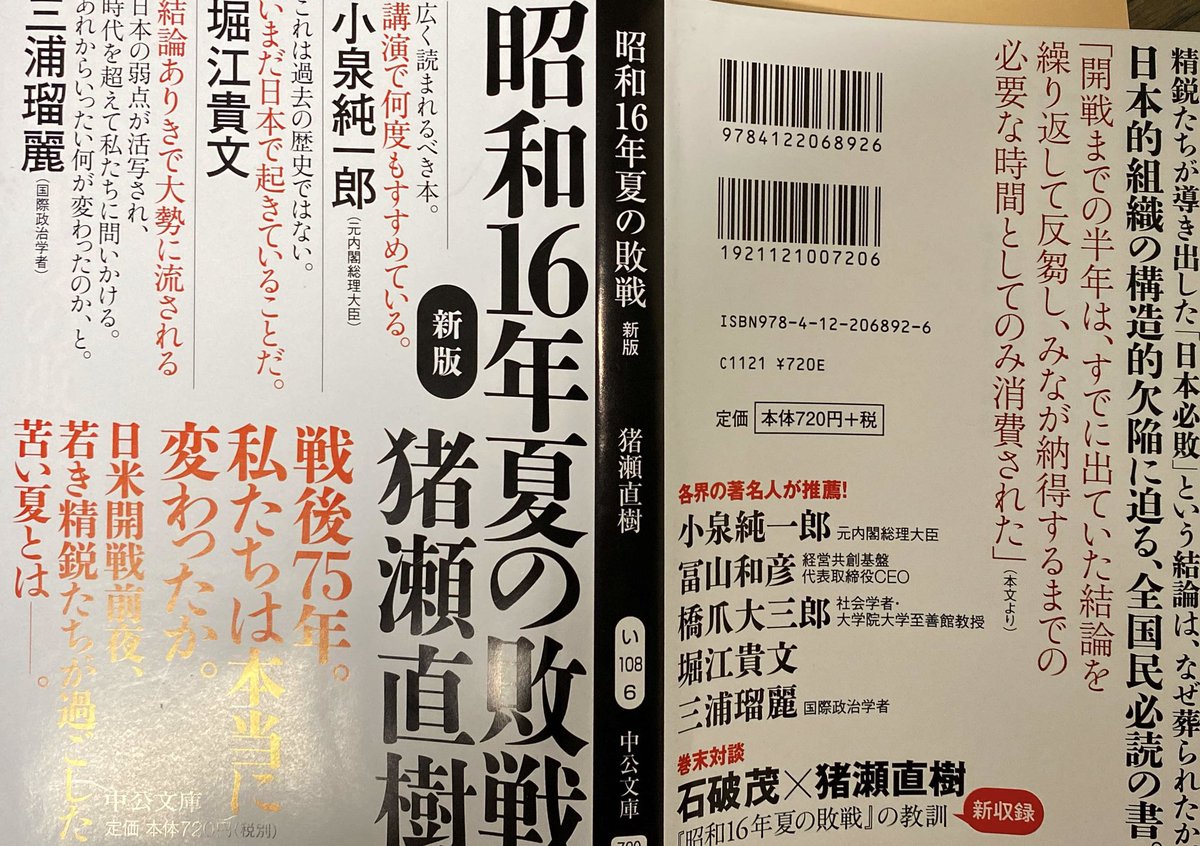 昭和16年夏の敗戦
新版
猪瀬直樹
広く読まれるべき本。
講演で何度もすすめている。
小泉純一郎
(元内閣総理大臣)
これは過去の歴史ではない。
いまだ日本で起きていることだ。
堀江貴文
結論ありきで大勢に流される
日本の弱点が活写され、
時代を超えて私たちに問いかける。
あれからいったい何が変わったのか、と。
三浦瑠麗
(国際政治学者)
戦後75年。
私たちは本当に
変わったか。
日米開戦前夜、
若き精鋭たちが過ごした
苦い夏とは——。
中公文庫
定価 本体720円(税別)
昭和16年夏の敗戦 新版
猪瀬直樹
い
108
6
中公文庫
精鋭たちが導き出した「日本必敗」という結論は、なぜ葬られたか
日本的組織の構造的欠陥に迫る、全国民必読の書。
「開戦までの半年は、すでに出ていた結論を
繰り返して反芻し、みなが納得するまでの
必要な時間としてのみ消費された」
(本文より)
9784122068926
1921121007206
ISBN978-4-12-206892-6
C1121 ¥720E
定価 本体720円+税
各界の著名人が推薦!
小泉純一郎 元内閣総理大臣
冨山和彦 経営共創基盤
代表取締役CEO
橋爪大三郎 社会学者・
大学院大学至善館教授
堀江貴文
三浦瑠麗 国際政治学者
巻末対談
石破茂×猪瀬直樹
『昭和16年夏の敗戦』の教訓
新収録